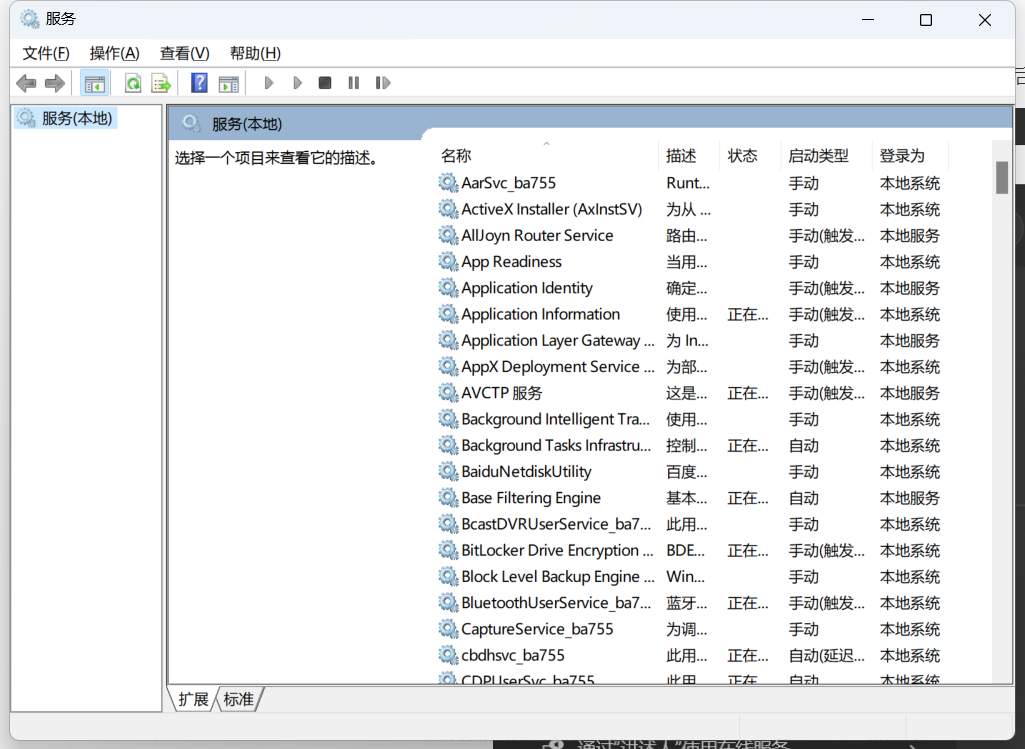 服务
文件(F) 操作(A) 查看(V) 帮助(H)
服务(本地)
服务(本地)
选择一个项目来查看它的描述。
名称 描述 状态 启动类型 登录为
AarSvc_ba755 Runt... 手动 本地系统
ActiveX Installer (AxInstSV) 为从 ... 手动 本地系统
AllJoyn Router Service 路由... 手动(触发... 本地服务
App Readiness 当用... 手动 本地系统
Application Identity 确定... 手动(触发... 本地服务
Application Information 使用... 正在... 手动(触发... 本地系统
Application Layer Gateway ... 为 In... 手动 本地服务
AppX Deployment Service ... 为部... 手动(触发... 本地系统
AVCTP 服务 这是... 正在... 手动(触发... 本地服务
Background Intelligent Tra... 使用... 手动 本地系统
Background Tasks Infrastru... 控制... 正在... 自动 本地系统
BaiduNetdiskUtility 百度... 手动 本地系统
Base Filtering Engine 基本... 正在... 自动 本地服务
BcastDVRUserService_ba7... 此用... 手动 本地系统
BitLocker Drive Encryption ... BDE... 正在... 手动(触发... 本地系统
Block Level Backup Engine ... Win... 手动 本地系统
BluetoothUserService_ba7... 蓝牙... 正在... 手动(触发... 本地系统
CaptureService_ba755 为调... 手动 本地系统
cbdhsvc_ba755 此用... 正在... 自动(延迟... 本地系统
CDPUserSvc_ba755 此用... 正在... 自动 本地系统
扩展 标准
通过"讲述人"使用在线服务